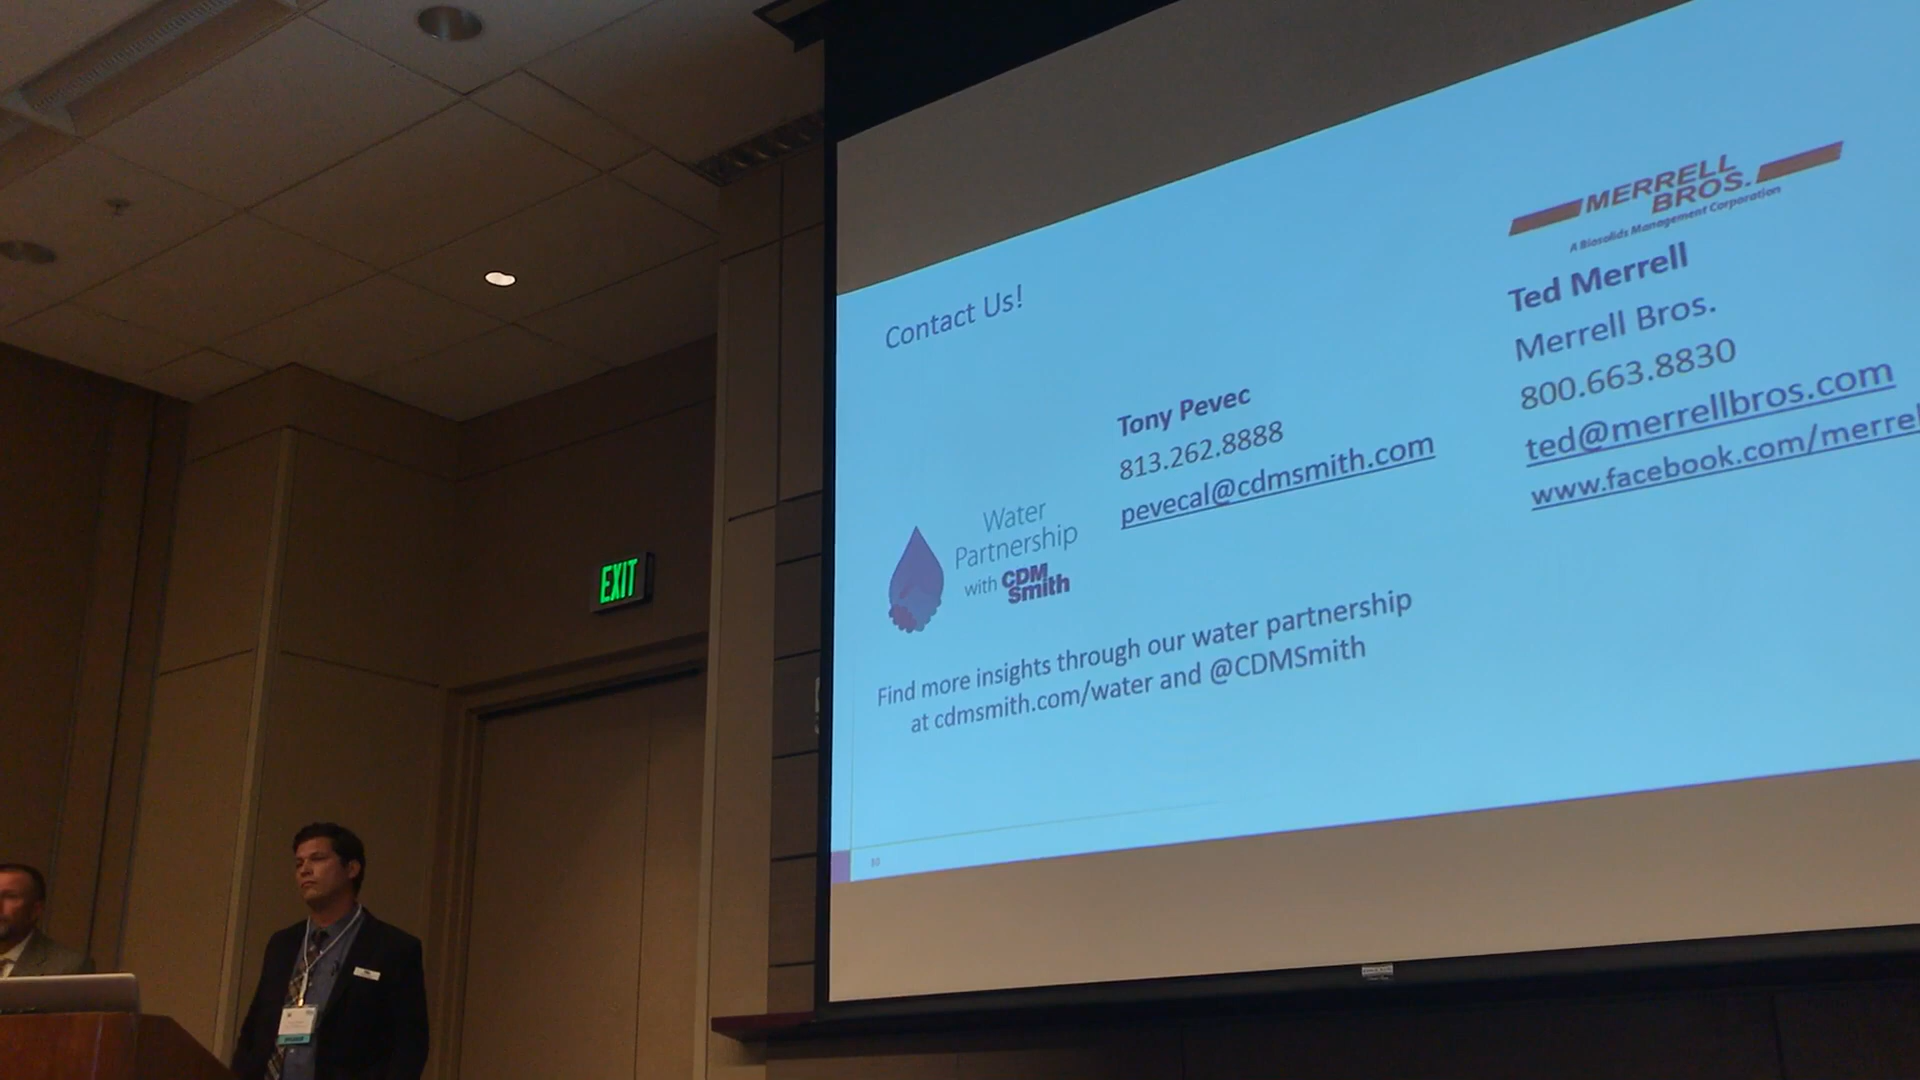 Contact Us!
MERRELL
BROS.
A Biosolids Management Corporation
Ted Merrell
Merrell Bros.
800.663.8830
ted@merrellbros.com
www.facebook.com/merrel
Tony Pevec
813.262.8888
pevecal@cdmsmith.com
Water
Partnership
with CDM
Smith
Find more insights through our water partnership
at cdmsmith.com/water and @CDMSmith
EXIT